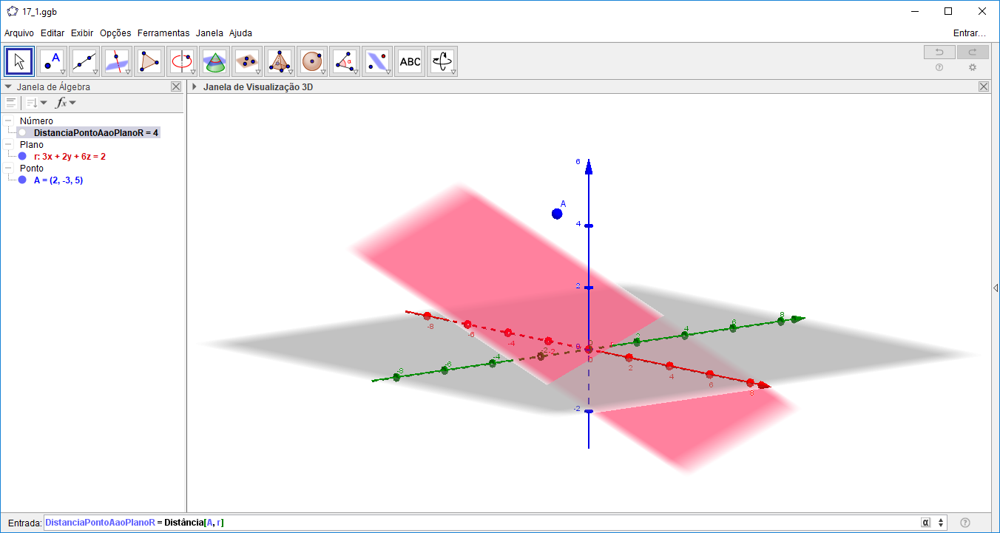 17_1.ggb
Arquivo Editar Exibir Opções Ferramentas Janela Ajuda Entrar...
A ABC
Janela de Álgebra
Janela de Visualização 3D
fx
Número
DistanciaPontoAaoPlanoR = 4
Plano
r: 3x + 2y + 6z = 2
Ponto
A = (2, -3, 5)
6
A
4
2
-8 -6 -4 -2 0 2 4 6 8
-8 -6 -4 -2 0 2 4 6 8
0
-2
Entrada: DistanciaPontoAaoPlanoR = Distância[A, r] α